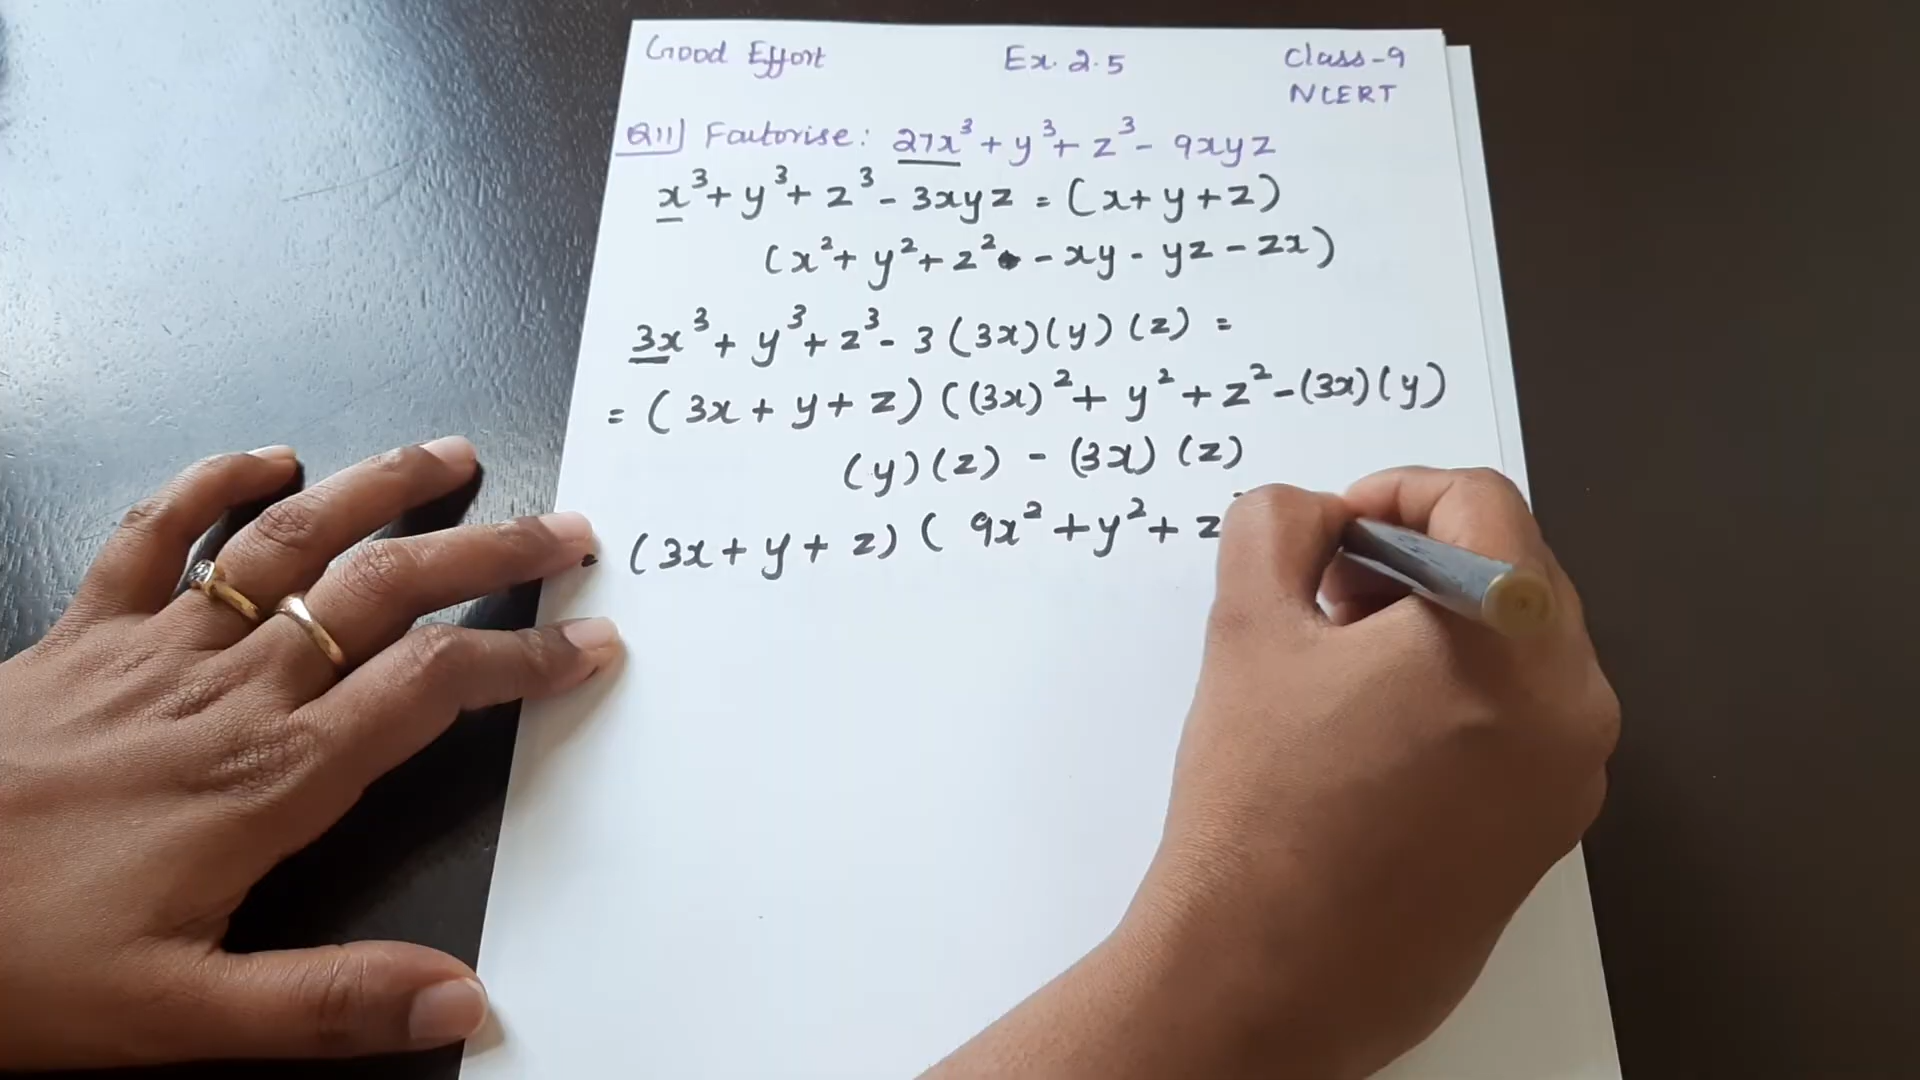 Good Effort Ex. 2.5 Class-9
NCERT
Q11) Factorise: 27x³ + y³ + z³ - 9xyz
x³ + y³ + z³ - 3xyz = (x + y + z)
(x² + y² + z² - xy - yz - zx)
3x³ + y³ + z³ - 3 (3x) (y) (z) =
= (3x + y + z) ((3x)² + y² + z² - (3x) (y)
(y) (z) - (3x) (z)
= (3x + y + z) ( 9x² + y² + z